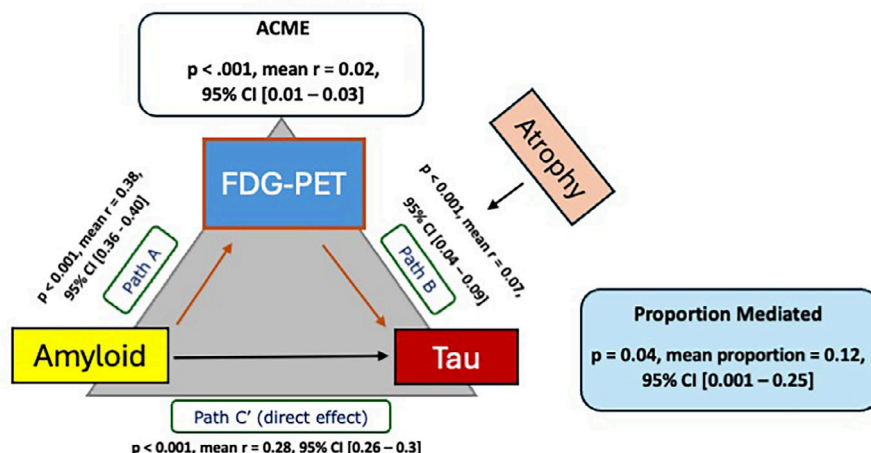 ACME
p < .001, mean r = 0.02,
95% CI [0.01 – 0.03]
FDG-PET
Atrophy
p < 0.001, mean r = 0.38,
95% CI [0.36 - 0.40]
Path A
p < 0.001, mean r = 0.07,
95% CI [0.04 – 0.09]
Path B
Amyloid
Tau
Path C’ (direct effect)
p < 0.001, mean r = 0.28, 95% CI [0.26 – 0.3]
Proportion Mediated
p = 0.04, mean proportion = 0.12,
95% CI [0.001 – 0.25]